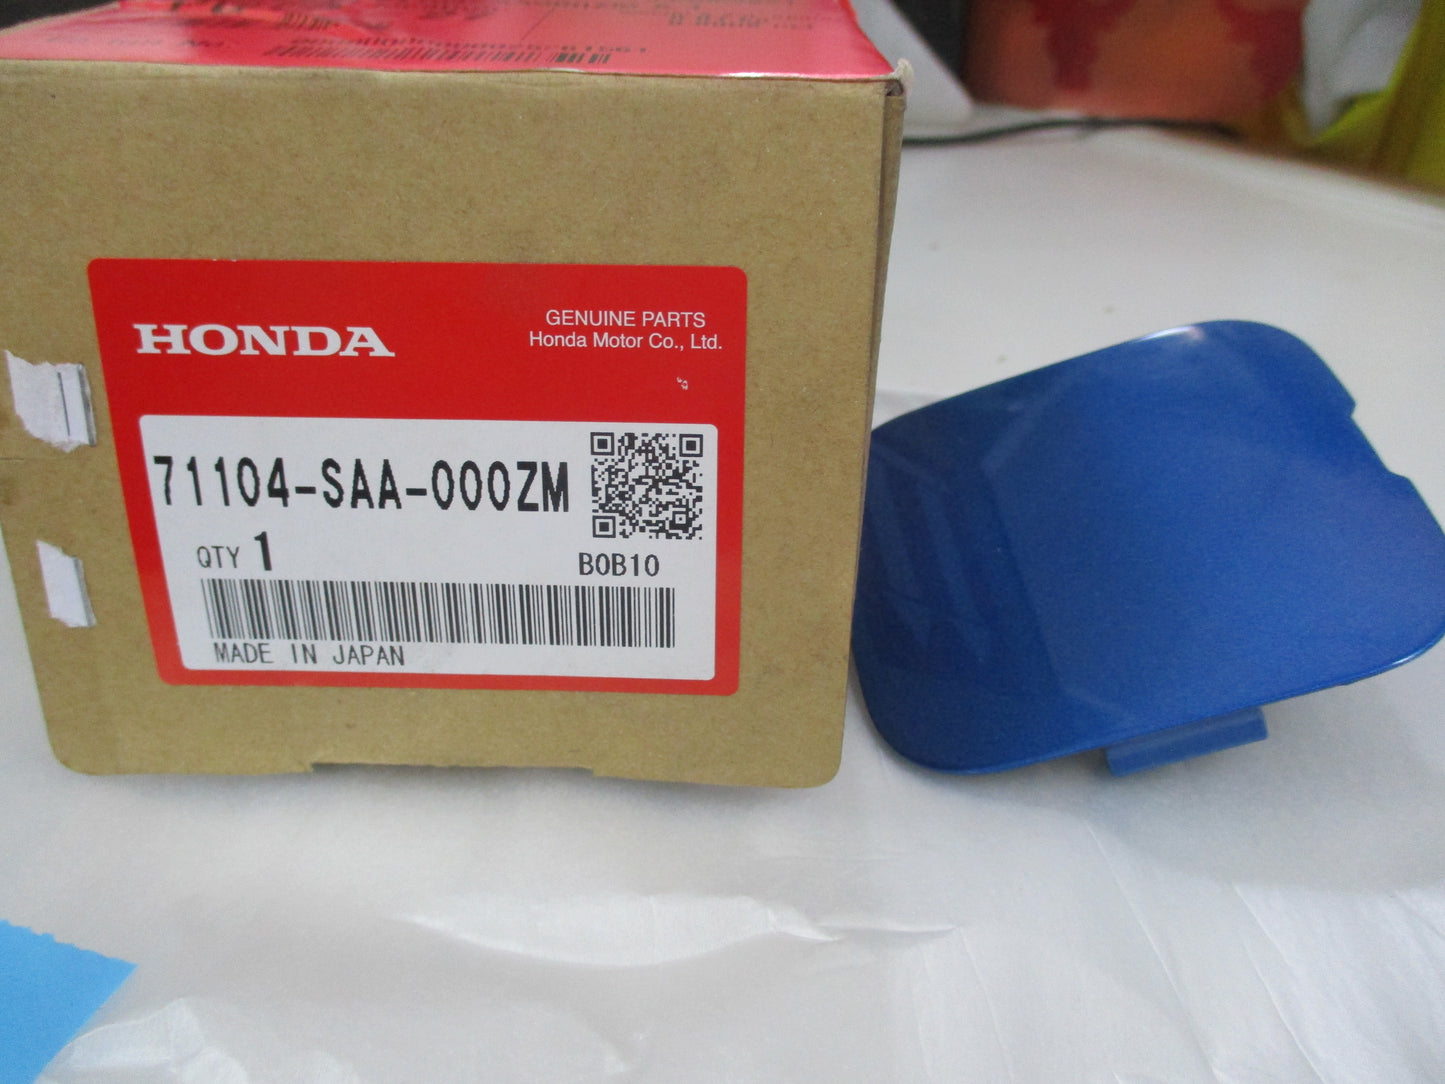 HONDA
GENUINE PARTS
Honda Motor Co., Ltd.
71104-SAA-000ZM
QTY 1
B0B10
MADE IN JAPAN